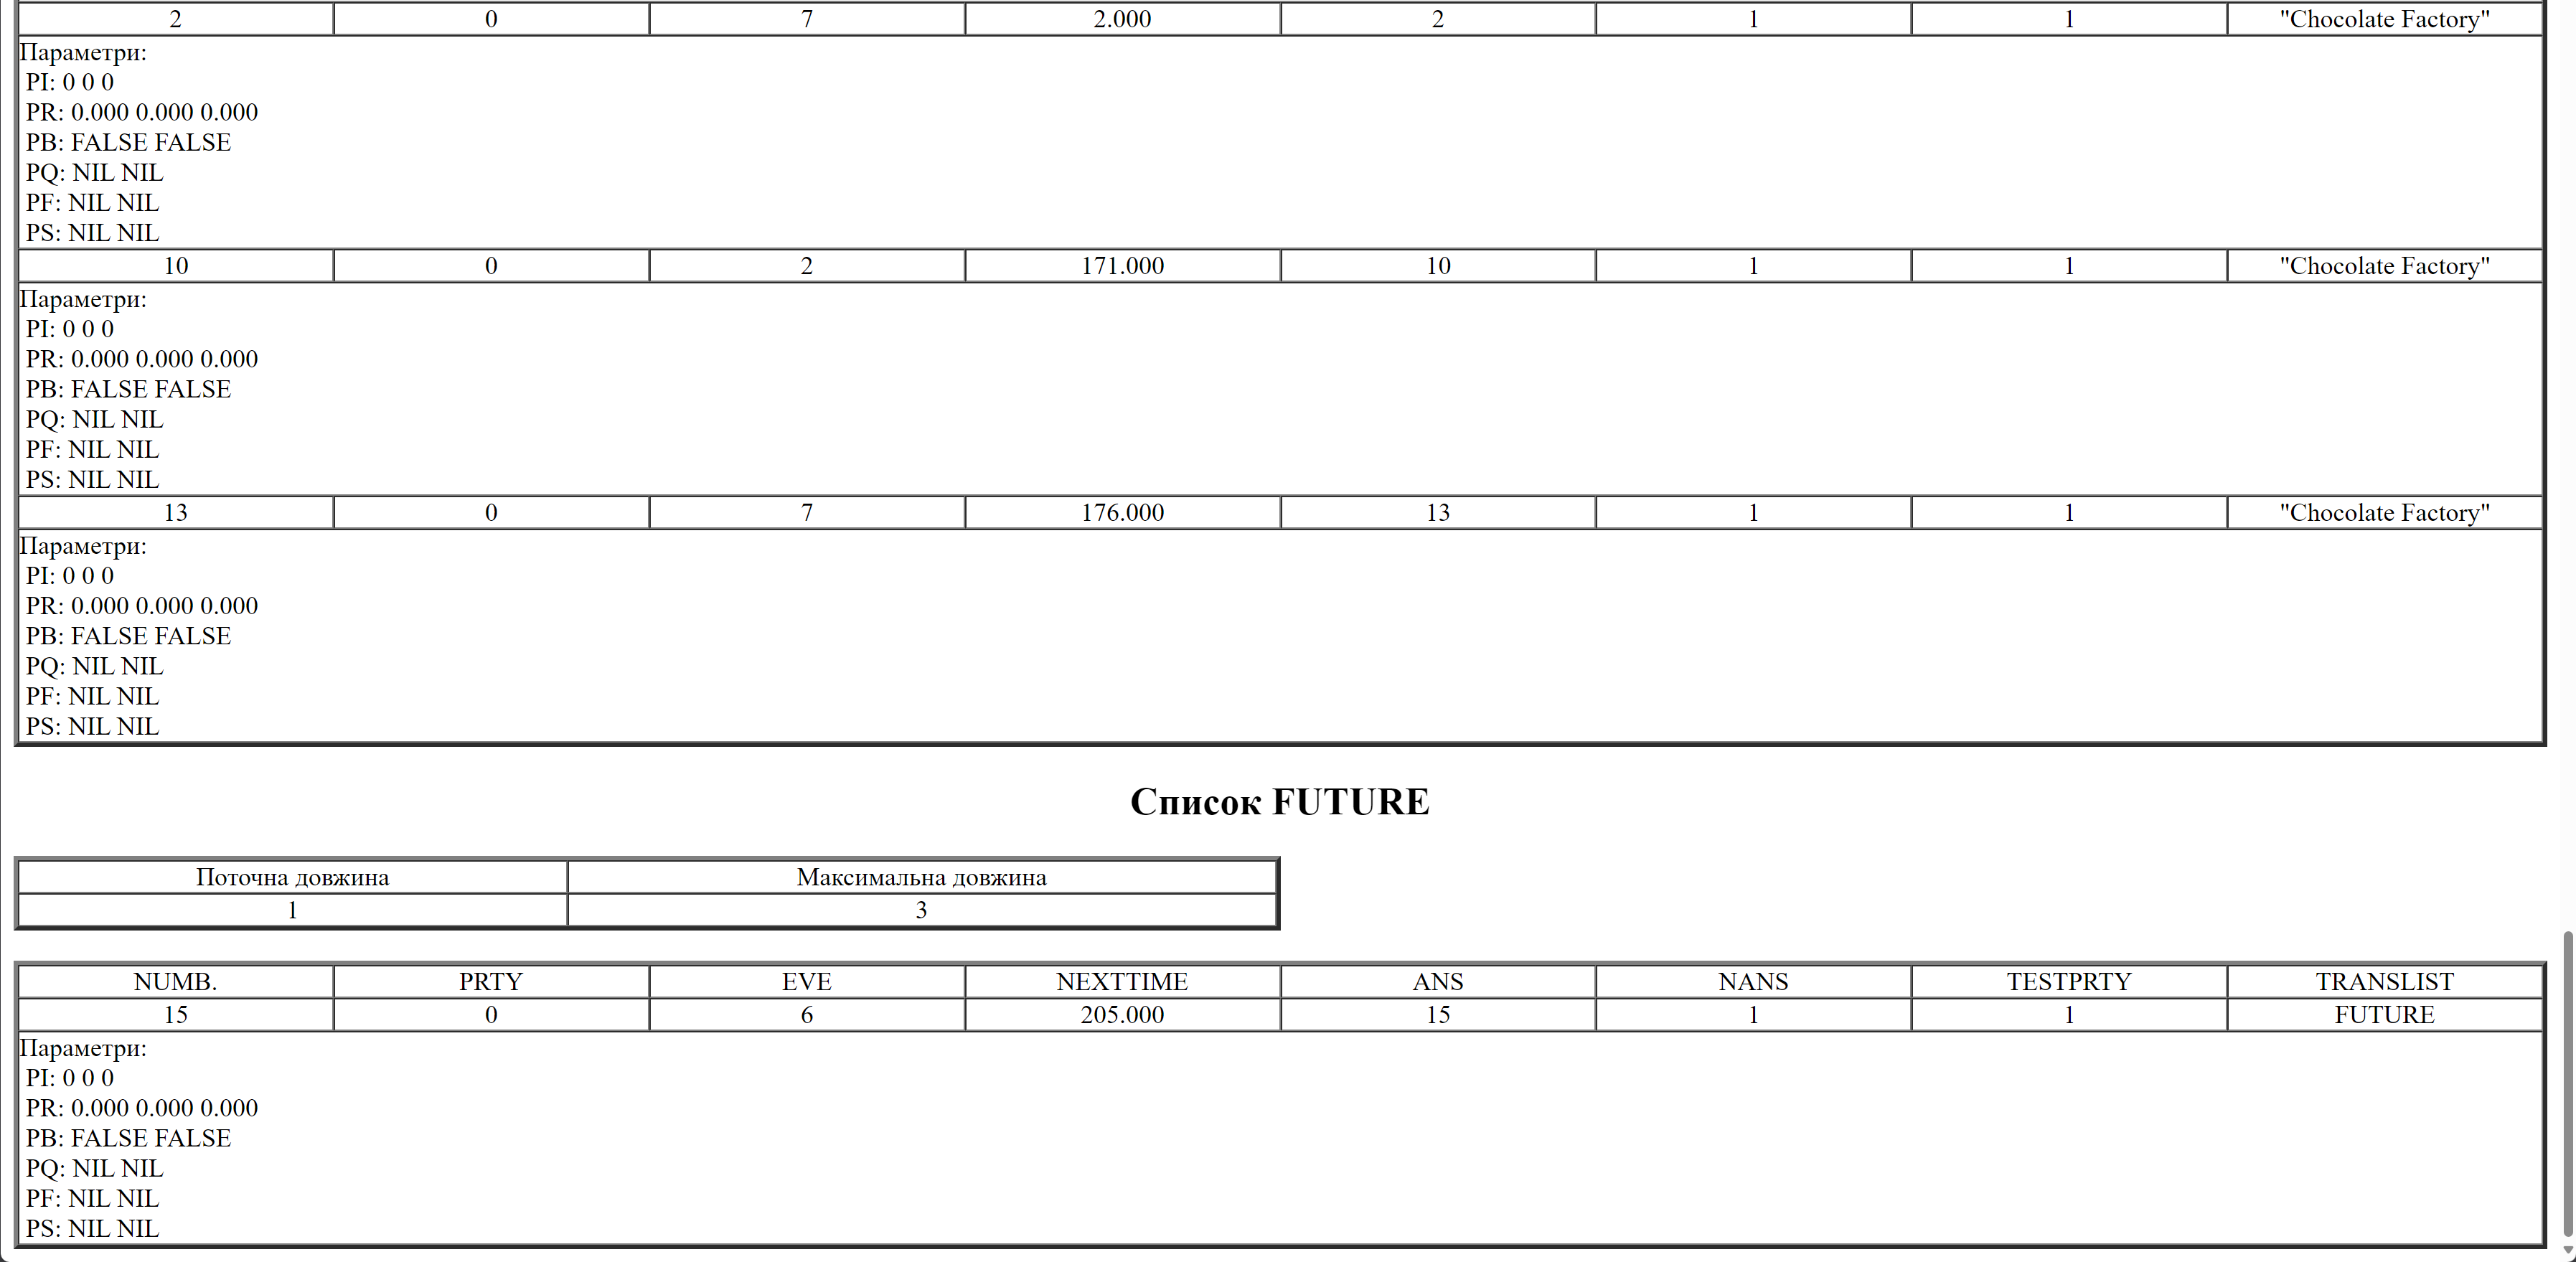 2 0 7 2.000 2 1 1 "Chocolate Factory"
Параметри:
PI: 0 0 0
PR: 0.000 0.000 0.000
PB: FALSE FALSE
PQ: NIL NIL
PF: NIL NIL
PS: NIL NIL
10 0 2 171.000 10 1 1 "Chocolate Factory"
Параметри:
PI: 0 0 0
PR: 0.000 0.000 0.000
PB: FALSE FALSE
PQ: NIL NIL
PF: NIL NIL
PS: NIL NIL
13 0 7 176.000 13 1 1 "Chocolate Factory"
Параметри:
PI: 0 0 0
PR: 0.000 0.000 0.000
PB: FALSE FALSE
PQ: NIL NIL
PF: NIL NIL
PS: NIL NIL
Список FUTURE
Поточна довжина Максимальна довжина
1 3
NUMB. PRTY EVE NEXTTIME ANS NANS TESTPRTY TRANSLIST
15 0 6 205.000 15 1 1 FUTURE
Параметри:
PI: 0 0 0
PR: 0.000 0.000 0.000
PB: FALSE FALSE
PQ: NIL NIL
PF: NIL NIL
PS: NIL NIL